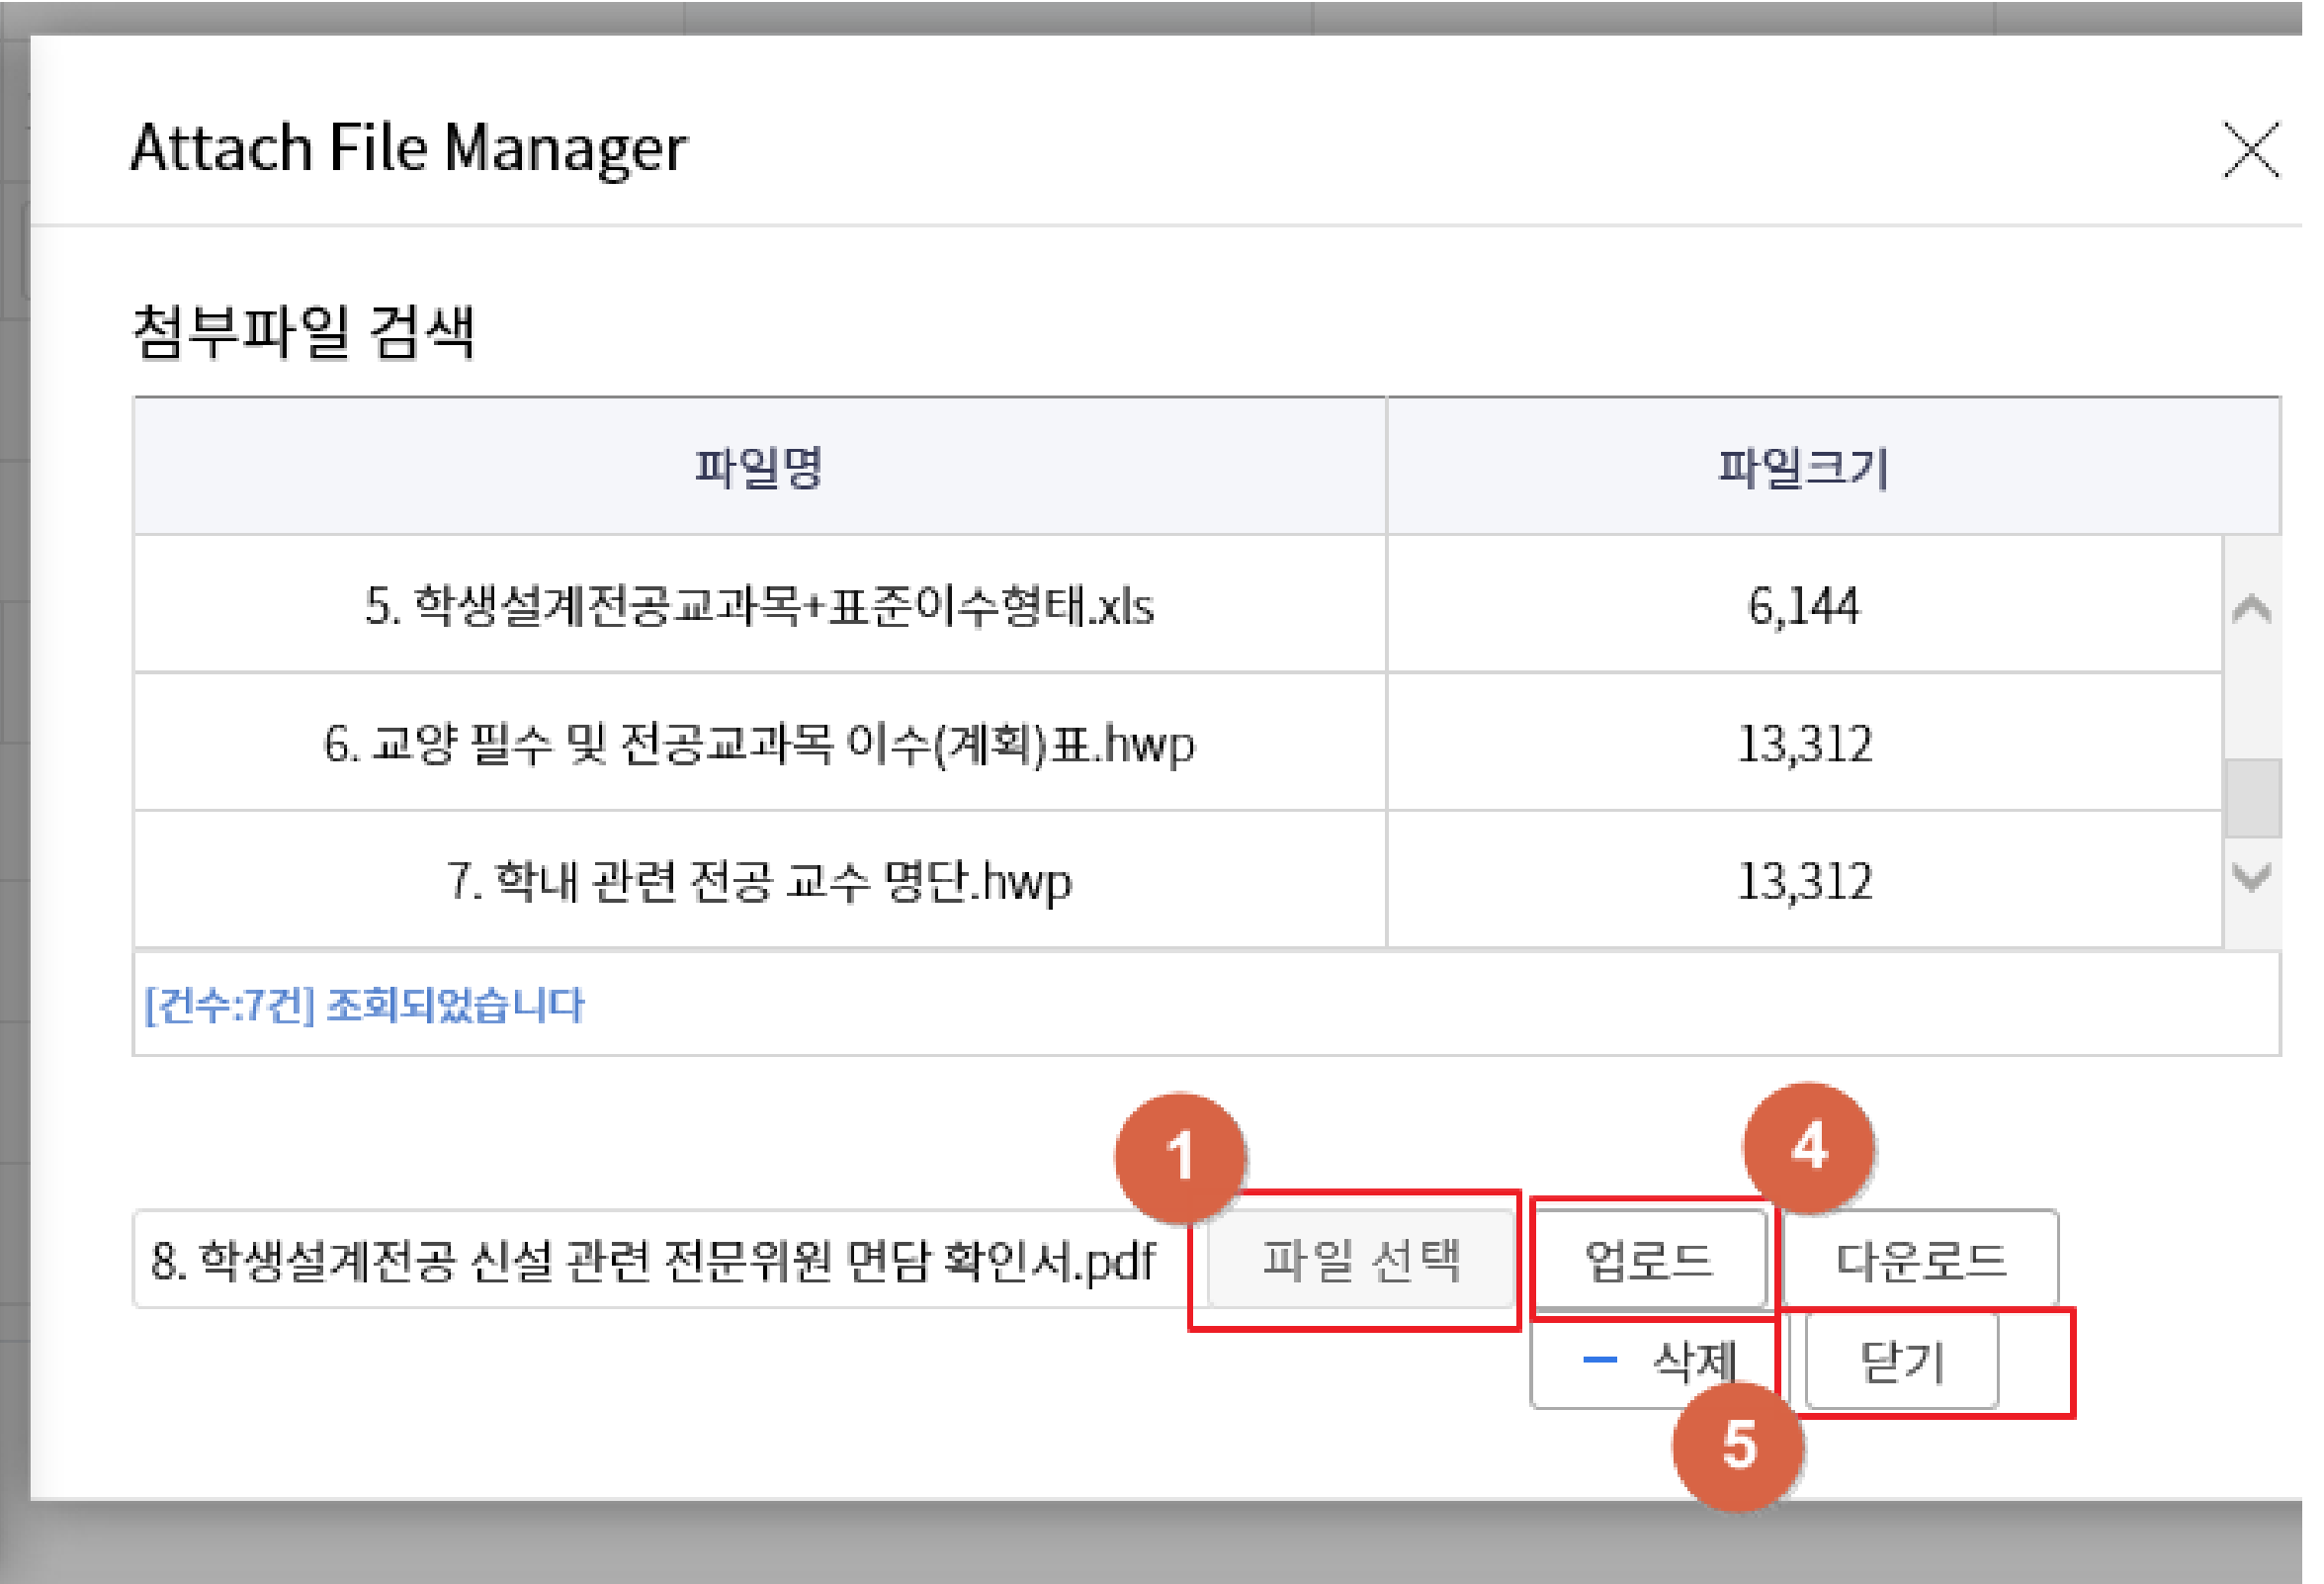 Attach File Manager
첨부파일 검색
파일명 파일크기
5. 학생설계전공교과목+표준이수형태.xls 6,144
6. 교양 필수 및 전공교과목 이수(계획)표.hwp 13,312
7. 학내 관련 전공 교수 명단.hwp 13,312
[건수:7건] 조회되었습니다
1 4
8. 학생설계전공 신설 관련 전문위원 면담 확인서.pdf 파일 선택 업로드 다운로드
삭제 닫기
5